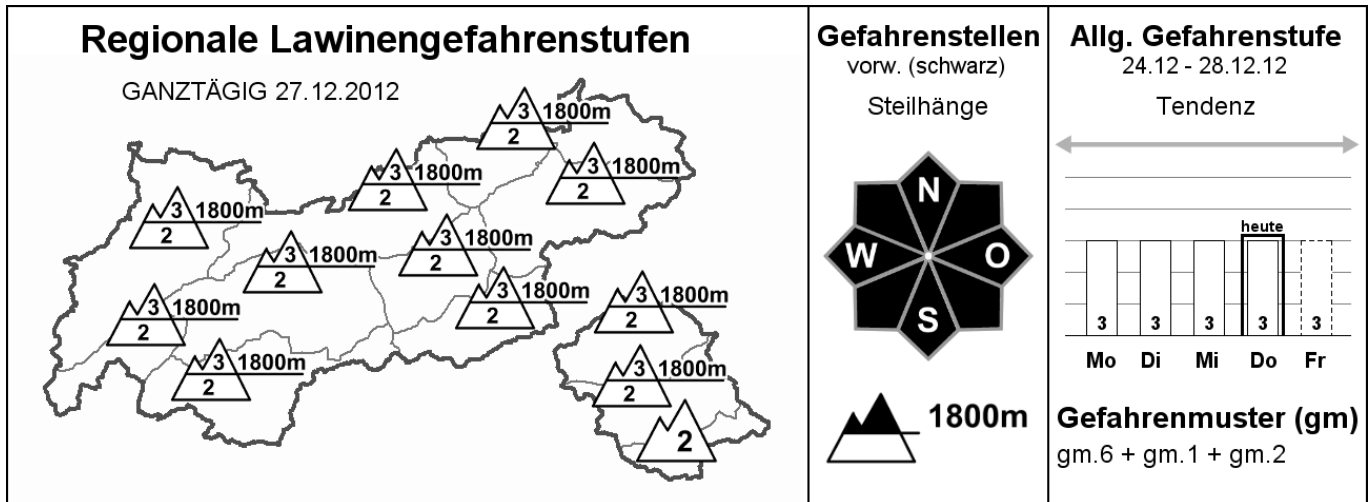 Regionale Lawinengefahrenstufen
GANZTÄGIG 27.12.2012
3 1800m
2
3 1800m
2
3 1800m
2
3 1800m
2
3 1800m
2
3 1800m
2
3 1800m
2
3 1800m
2
3 1800m
2
3 1800m
2
3 1800m
2
2
Gefahrenstellen
vorw. (schwarz)
Steilhänge
N
W O
S
1800m
Allg. Gefahrenstufe
24.12 - 28.12.12
Tendenz
heute
3 3 3 3 3
Mo Di Mi Do Fr
Gefahrenmuster (gm)
gm.6 + gm.1 + gm.2